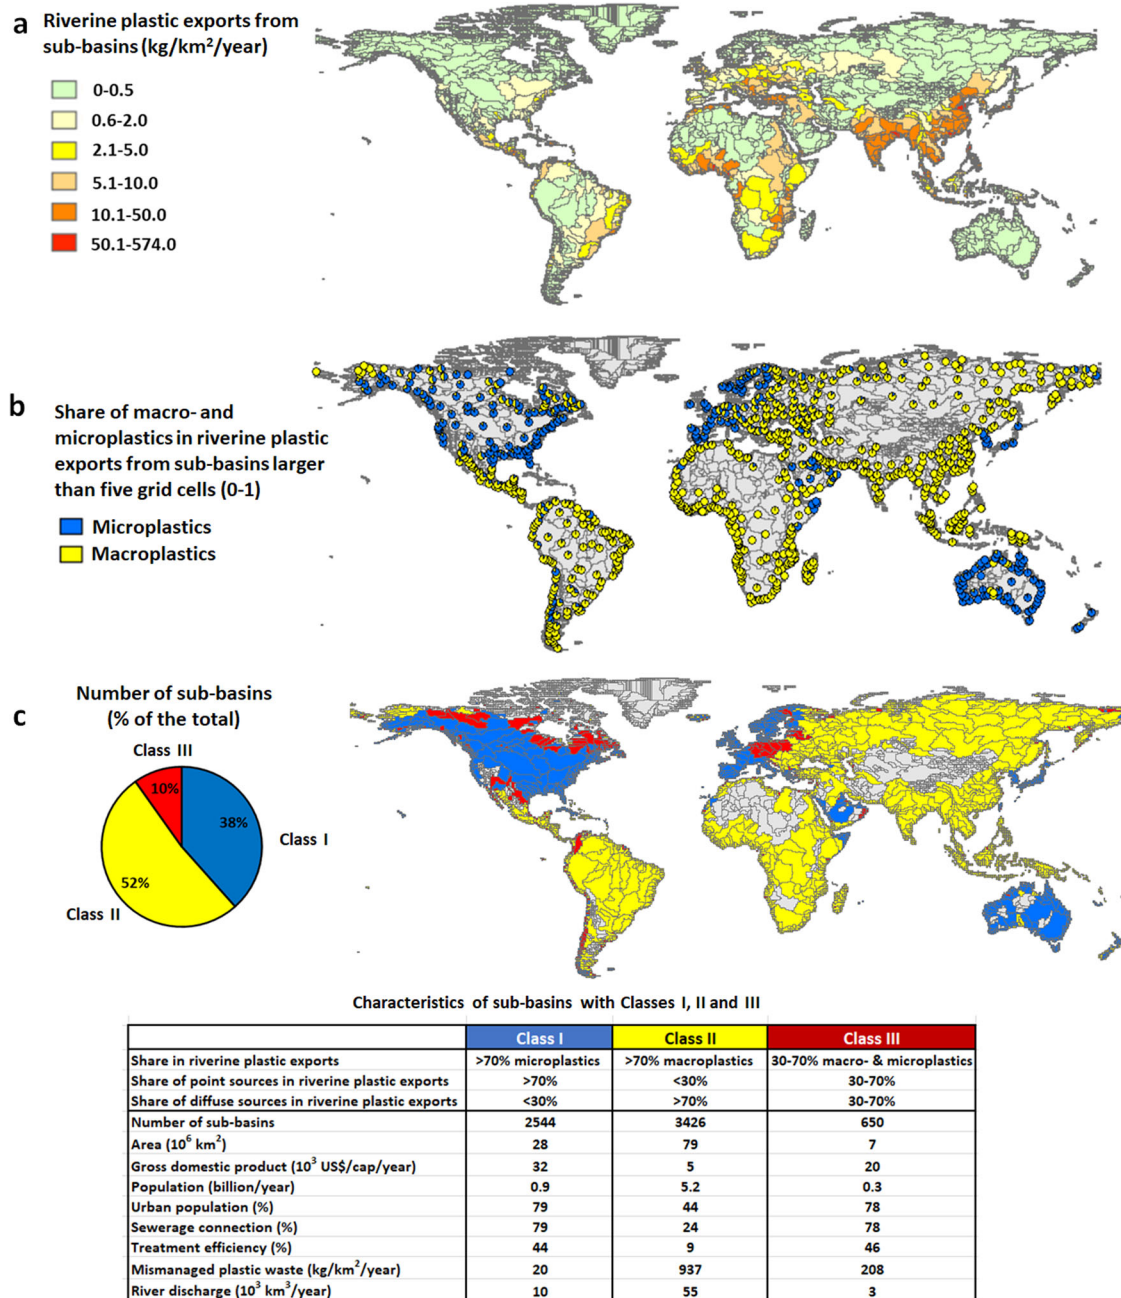 a
Riverine plastic exports from
sub-basins (kg/km²/year)
0-0.5
0.6-2.0
2.1-5.0
5.1-10.0
10.1-50.0
50.1-574.0
b
Share of macro- and
microplastics in riverine plastic
exports from sub-basins larger
than five grid cells (0-1)
Microplastics
Macroplastics
c
Number of sub-basins
(% of the total)
Class III
10%
38%
Class I
52%
Class II
Characteristics of sub-basins with Classes I, II and III
Class I Class II Class III
Share in riverine plastic exports >70% microplastics >70% macroplastics 30-70% macro- & microplastics
Share of point sources in riverine plastic exports >70% <30% 30-70%
Share of diffuse sources in riverine plastic exports <30% >70% 30-70%
Number of sub-basins 2544 3426 650
Area (10⁶ km²) 28 79 7
Gross domestic product (10³ US$/cap/year) 32 5 20
Population (billion/year) 0.9 5.2 0.3
Urban population (%) 79 44 78
Sewerage connection (%) 79 24 78
Treatment efficiency (%) 44 9 46
Mismanaged plastic waste (kg/km²/year) 20 937 208
River discharge (10³ km³/year) 10 55 3